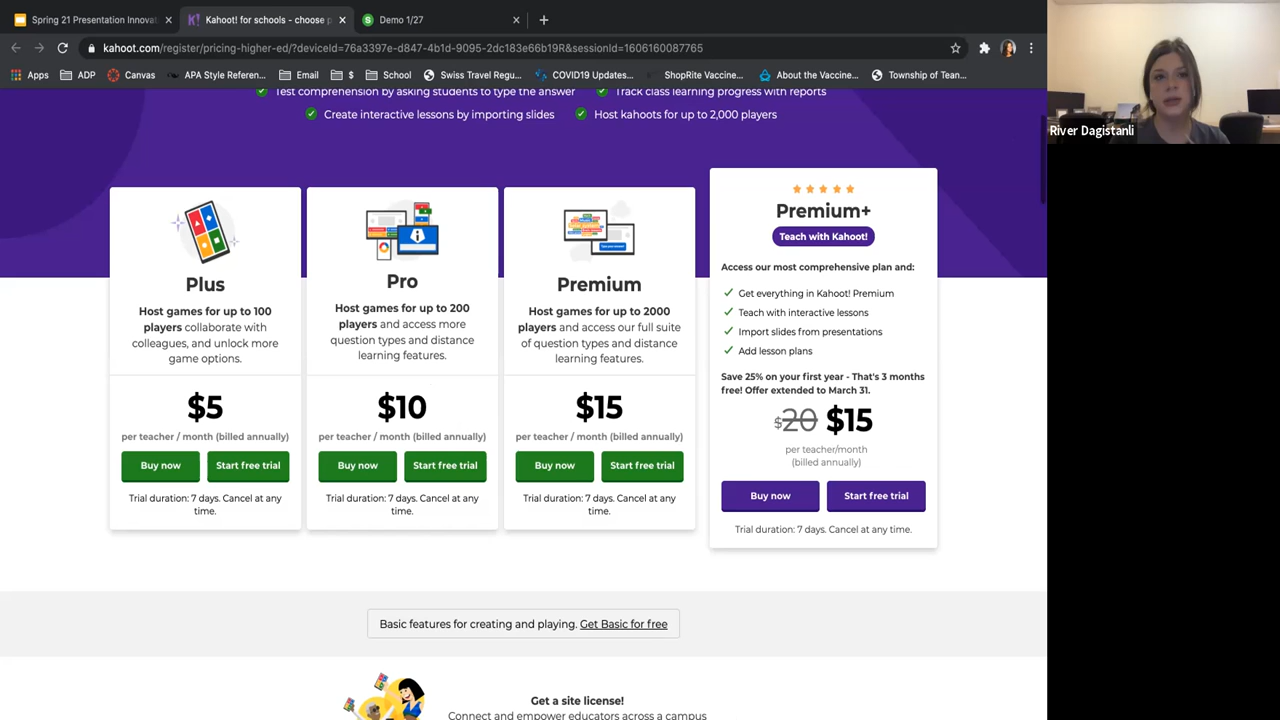 Spring 21 Presentation Innovat
Kahoot! for schools - choose p
Demo 1/27
kahoot.com/register/pricing-higher-ed/?deviceId=76a3397e-d847-4b1d-9095-2dc183e66b19R&sessionId=1606160087765
Apps
ADP
Canvas
APA Style Referen...
Email
$
School
Swiss Travel Regu...
COVID19 Updates...
ShopRite Vaccine...
About the Vaccine...
Township of Tean...
Test comprehension by asking students to type the answer
Track class learning progress with reports
Create interactive lessons by importing slides
Host kahoots for up to 2,000 players
Plus
Host games for up to 100
players collaborate with
colleagues, and unlock more
game options.
$5
per teacher / month (billed annually)
Buy now
Start free trial
Trial duration: 7 days. Cancel at any
time.
Pro
Host games for up to 200
players and access more
question types and distance
learning features.
$10
per teacher / month (billed annually)
Buy now
Start free trial
Trial duration: 7 days. Cancel at any
time.
Premium
Host games for up to 2000
players and access our full suite
of question types and distance
learning features.
$15
per teacher / month (billed annually)
Buy now
Start free trial
Trial duration: 7 days. Cancel at any
time.
Premium+
Teach with Kahoot!
Access our most comprehensive plan and:
Get everything in Kahoot! Premium
Teach with interactive lessons
Import slides from presentations
Add lesson plans
Save 25% on your first year - That's 3 months
free! Offer extended to March 31.
$20 $15
per teacher/month
(billed annually)
Buy now
Start free trial
Trial duration: 7 days. Cancel at any time.
Basic features for creating and playing. Get Basic for free
Get a site license!
Connect and empower educators across a campus
River Dagistanli